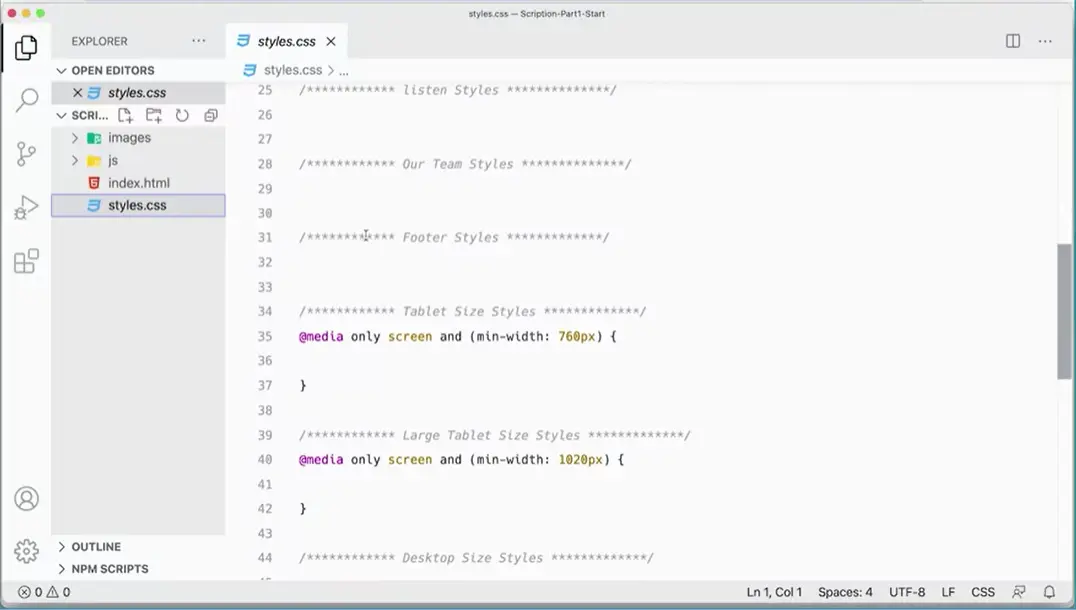 styles.css — Scription-Part1-Start
EXPLORER ...
styles.css ×
OPEN EDITORS
× styles.css
SCRI...
images
js
index.html
styles.css
OUTLINE
NPM SCRIPTS
styles.css > ...
25 /************ listen Styles **************/
26
27
28 /************ Our Team Styles **************/
29
30
31 /************ Footer Styles *************/
32
33
34 /************ Tablet Size Styles *************/
35 @media only screen and (min-width: 760px) {
36
37 }
38
39 /************ Large Tablet Size Styles *************/
40 @media only screen and (min-width: 1020px) {
41
42 }
43
44 /************ Desktop Size Styles *************/
0 0
Ln 1, Col 1 Spaces: 4 UTF-8 LF CSS